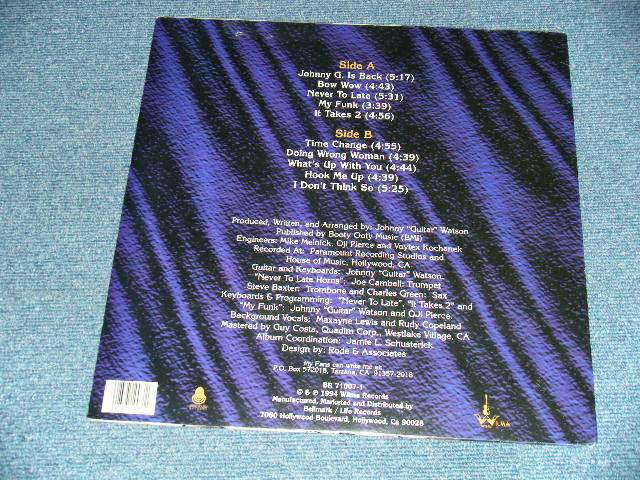 Side A
Johnny G. Is Back (5:17)
Bow Wow (4:43)
Never To Late (5:31)
My Funk (3:39)
It Takes 2 (4:56)
Side B
Time Change (4:55)
Doing Wrong Woman (4:39)
What's Up With You (4:44)
Hook Me Up (4:39)
I Don't Think So (5:25)
Produced, Written, and Arranged by: Johnny "Guitar" Watson
Published by Booty Ooty Music (BMI)
Engineers: Mike Melnick, Oji Pierce and Vaytex Kochanek
Recorded At: Paramount Recording Studios and
House of Music, Hollywood, CA
Guitar and Keyboards: Johnny "Guitar" Watson
"Never To Late Horns": Joe Cambell: Trumpet
Steve Baxter: Trombone and Charles Green: Sax
Keyboards & Programming: "Never To Late", "It Takes 2" and
"My Funk": Johnny "Guitar" Watson and OJI Pierce.
Background Vocals: Maxayne Lewis and Rudy Copeland
Mastered by Guy Costa, Quadim Corp., Westlake Village, CA
Album Coordination: Jamie L. Schusterick
Design by: Rode & Associates
My Fans can write me at:
P.O. Box 572018, Tarzana, CA 91357-2018
BR 71007-1
© & ℗ 1994 Wilma Records
Manufactured, Marketed and Distributed by
Bellmark / Life Records
7060 Hollywood Boulevard, Hollywood, Ca 90028